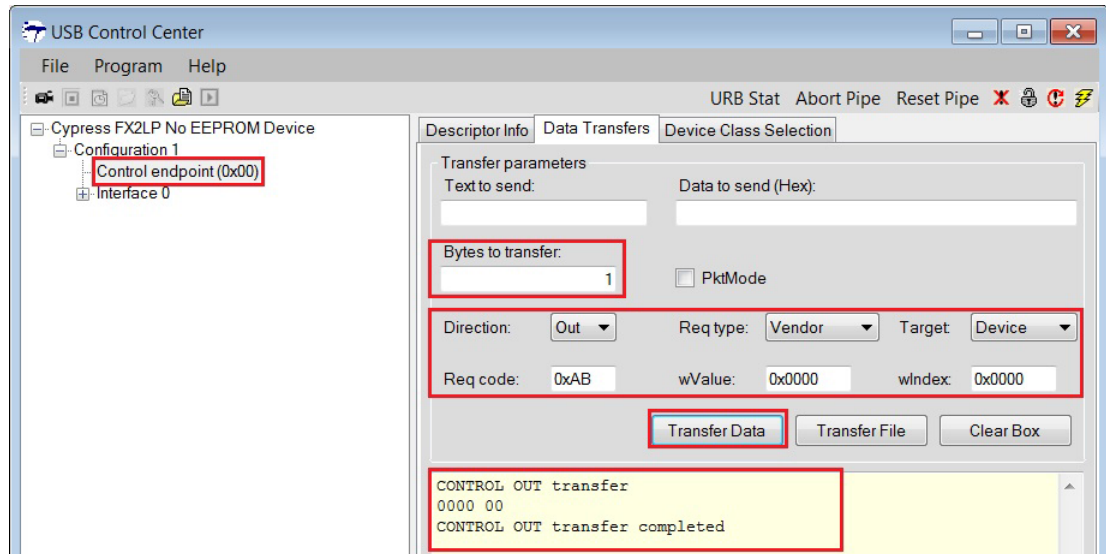 USB Control Center
File Program Help
URB Stat Abort Pipe Reset Pipe
Cypress FX2LP No EEPROM Device
Configuration 1
Control endpoint (0x00)
Interface 0
Descriptor Info Data Transfers Device Class Selection
Transfer parameters
Text to send: Data to send (Hex):
Bytes to transfer:
1 PktMode
Direction: Out Req type: Vendor Target: Device
Req code: 0xAB wValue: 0x0000 wIndex: 0x0000
Transfer Data Transfer File Clear Box
CONTROL OUT transfer
0000 00
CONTROL OUT transfer completed